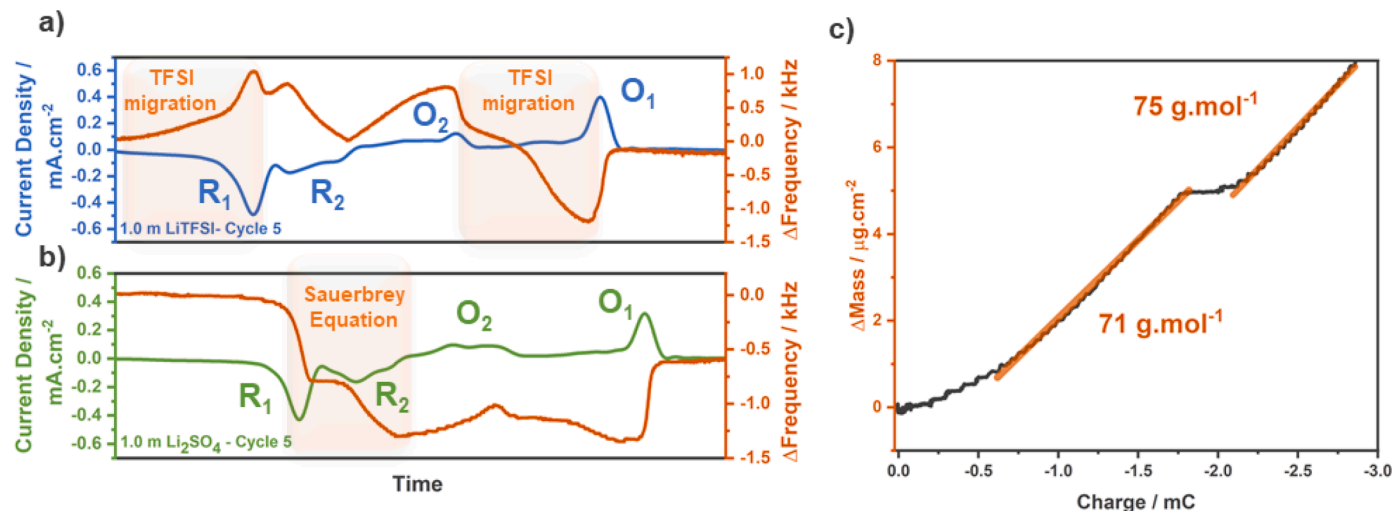 a)
Current Density /
mA.cm-2
0.6
0.4
0.2
0.0
-0.2
-0.4
-0.6
TFSI
migration
R1
R2
O2
TFSI
migration
O1
1.0 m LiTFSI- Cycle 5
1.0
0.5
0.0
-0.5
-1.0
-1.5
ΔFrequency / kHz
b)
Current Density /
mA.cm-2
0.6
0.4
0.2
0.0
-0.2
-0.4
-0.6
Sauerbrey
Equation
R1
R2
O2
O1
1.0 m Li2SO4 - Cycle 5
0.0
-0.5
-1.0
-1.5
ΔFrequency / kHz
Time
c)
ΔMass / μg.cm-2
8
6
4
2
0
75 g.mol-1
71 g.mol-1
0.0 -0.5 -1.0 -1.5 -2.0 -2.5 -3.0
Charge / mC